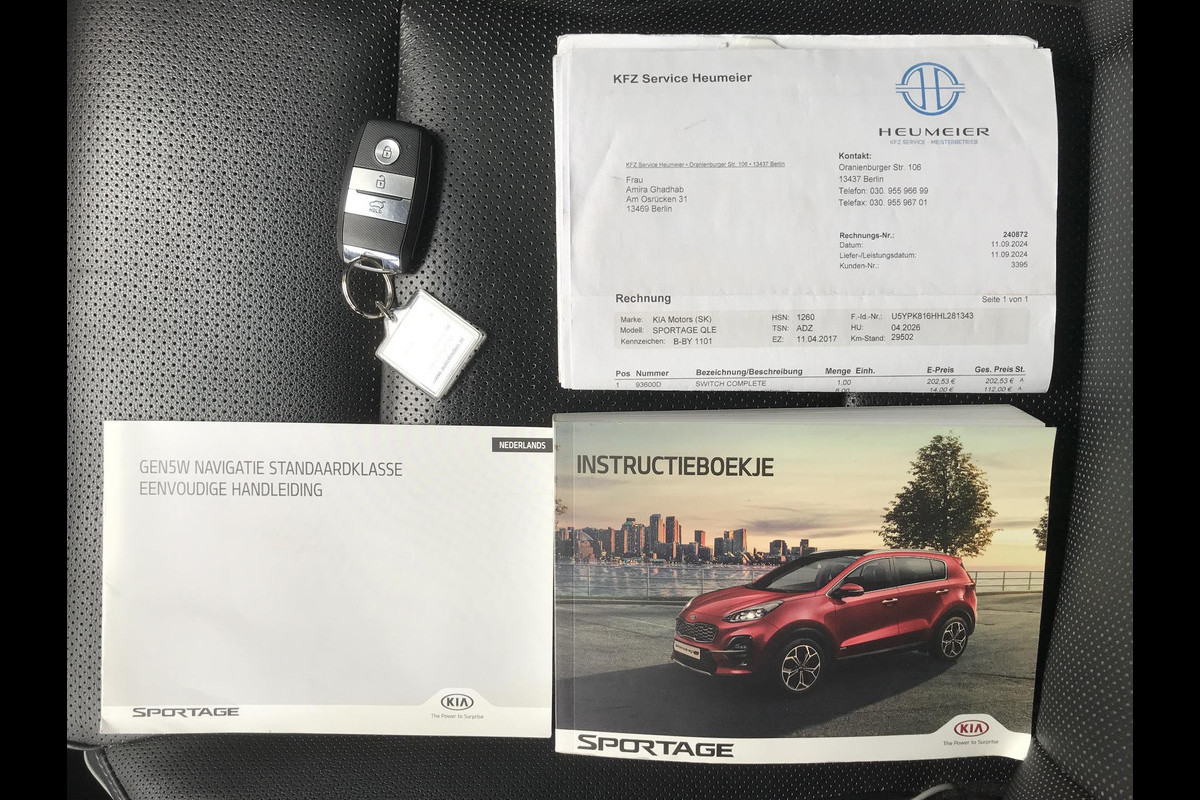 KFZ Service Heumeier
HEUMEIER
KFZ SERVICE - MEISTERBETRIEB
KFZ Service Heumeier • Oranienburger Str. 106 • 13437 Berlin
Frau
Amira Ghadhab
Am Osrücken 31
13469 Berlin
Kontakt:
Oranienburger Str. 106
13437 Berlin
Telefon: 030. 955 966 99
Telefax: 030. 955 967 01
Rechnungs-Nr.: 240872
Datum: 11.09.2024
Liefer-/Leistungsdatum: 11.09.2024
Kunden-Nr.: 3395
Rechnung Seite 1 von 1
Marke: KIA Motors (SK) HSN: 1260 F.-Id.-Nr.: U5YPK816HHL281343
Modell: SPORTAGE QLE TSN: ADZ HU: 04.2026
Kennzeichen: B-BY 1101 EZ: 11.04.2017 Km-Stand: 29502
Pos Nummer Bezeichnung/Beschreibung Menge Einh. E-Preis Ges. Preis St.
1 93600D SWITCH COMPLETE 1,00 202,53 € 202,53 € A
14,00 € 112,00 € A
HOLD
NEDERLANDS
GEN5W NAVIGATIE STANDAARDKLASSE
EENVOUDIGE HANDLEIDING
SPORTAGE
KIA
The Power to Surprise
INSTRUCTIEBOEKJE
SPORTAGE
KIA
The Power to Surprise